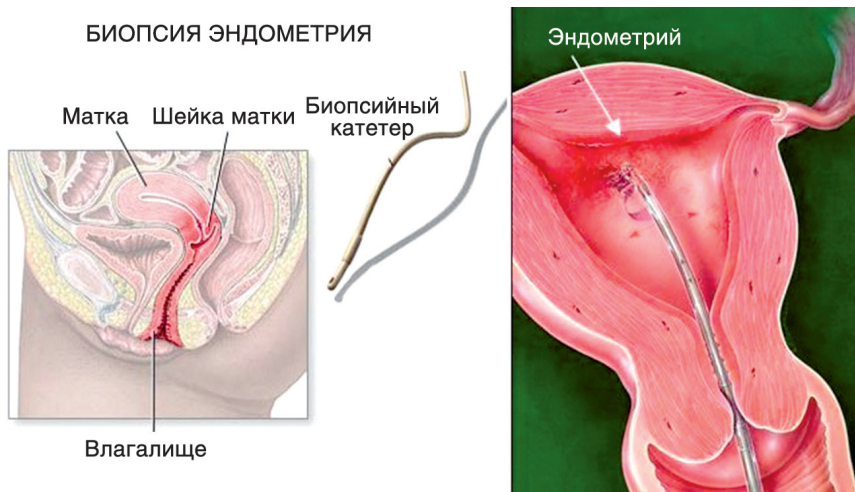 БИОПСИЯ ЭНДОМЕТРИЯ
Эндометрий
Матка
Шейка матки
Биопсийный
катетер
Влагалище